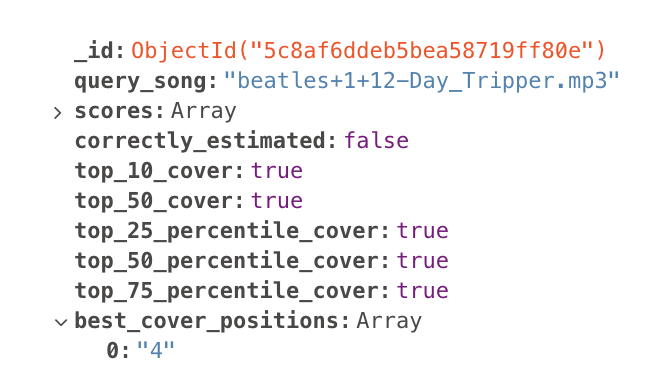 _id: ObjectId("5c8af6ddeb5bea58719ff80e")
query_song: "beatles+1+12-Day_Tripper.mp3"
scores: Array
correctly_estimated: false
top_10_cover: true
top_50_cover: true
top_25_percentile_cover: true
top_50_percentile_cover: true
top_75_percentile_cover: true
best_cover_positions: Array
0: "4"